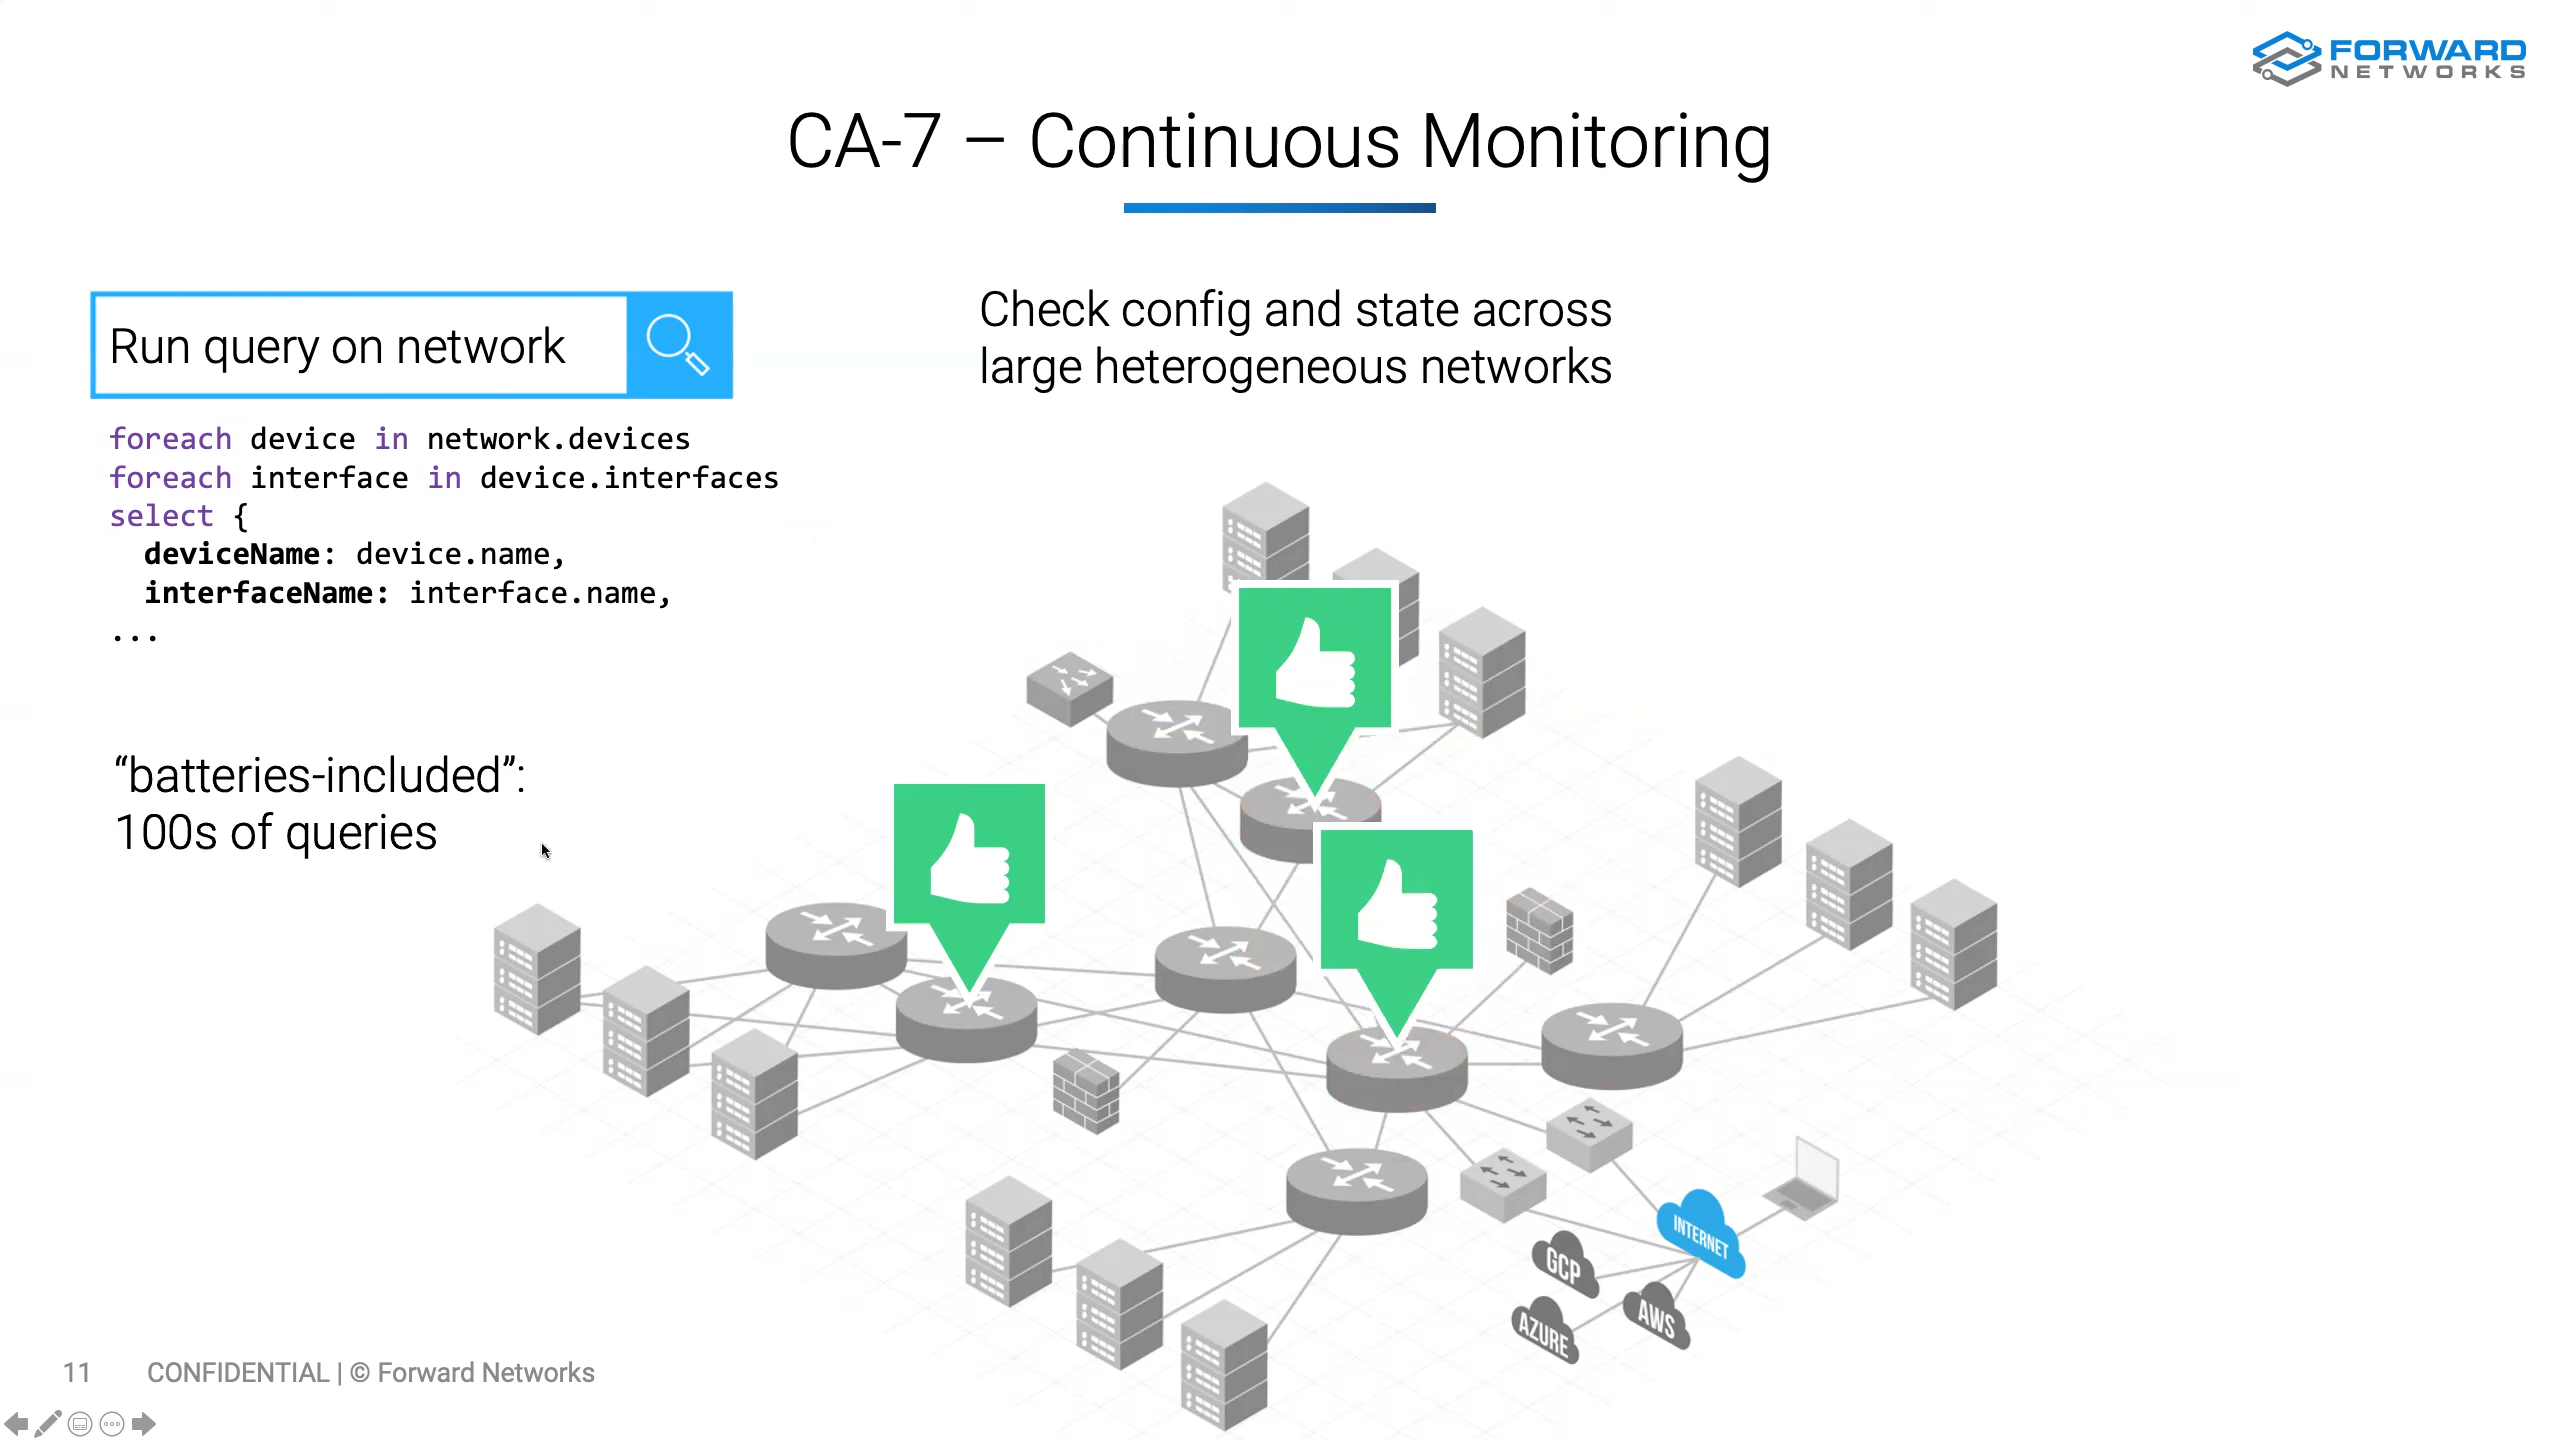 FORWARD
NETWORKS
CA-7 – Continuous Monitoring
Run query on network
foreach device in network.devices
foreach interface in device.interfaces
select {
  deviceName: device.name,
  interfaceName: interface.name,
...
“batteries-included”:
100s of queries
Check config and state across
large heterogeneous networks
INTERNET
GCP
AWS
AZURE
11
CONFIDENTIAL | © Forward Networks